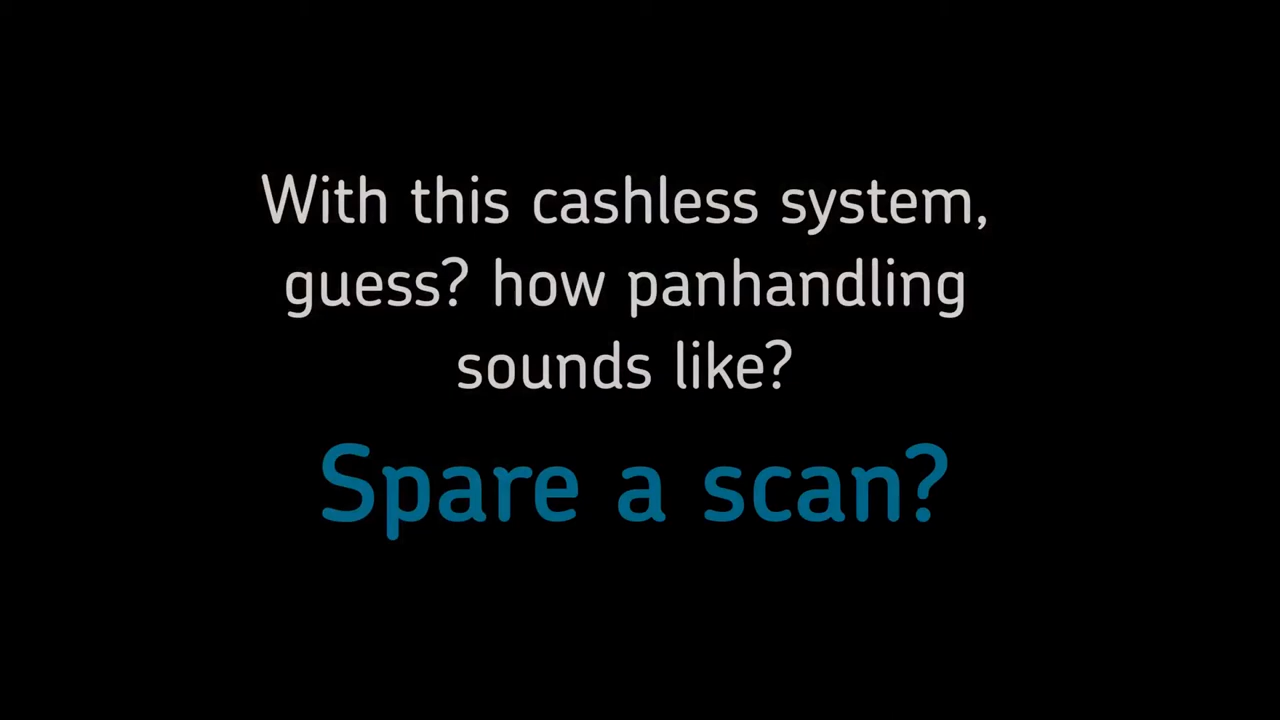 With this cashless system,
guess? how panhandling
sounds like?
Spare a scan?